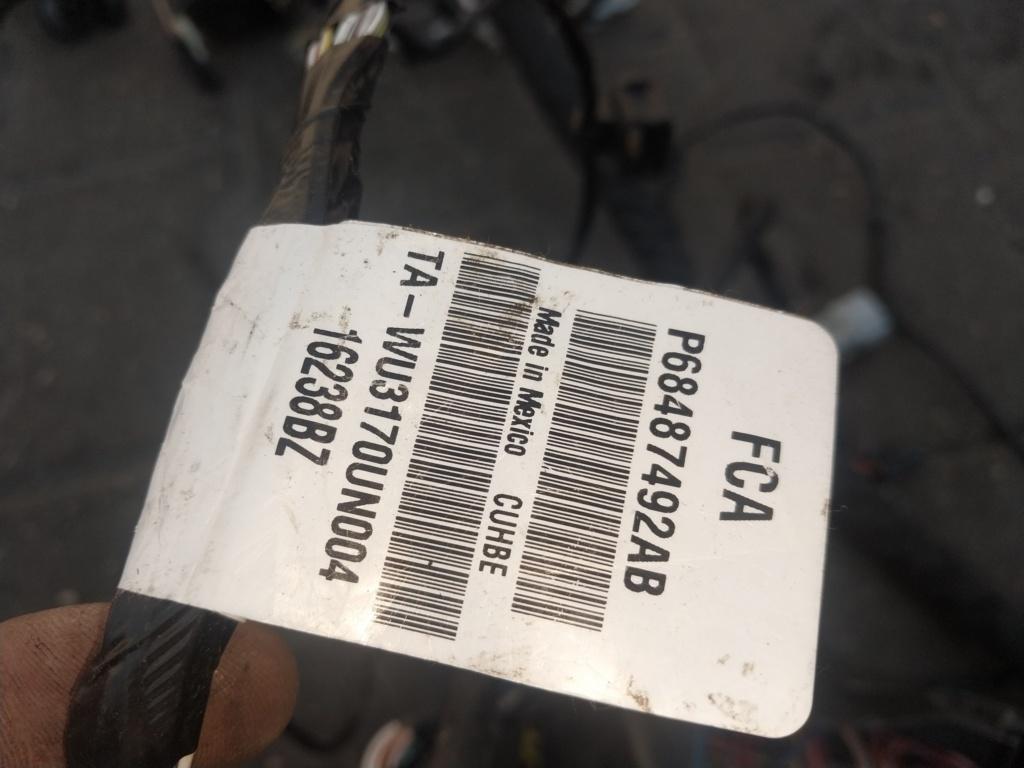 FCA
P68487492AB
Made in Mexico CUHBE
TA-WU3170UN004
16238BZ